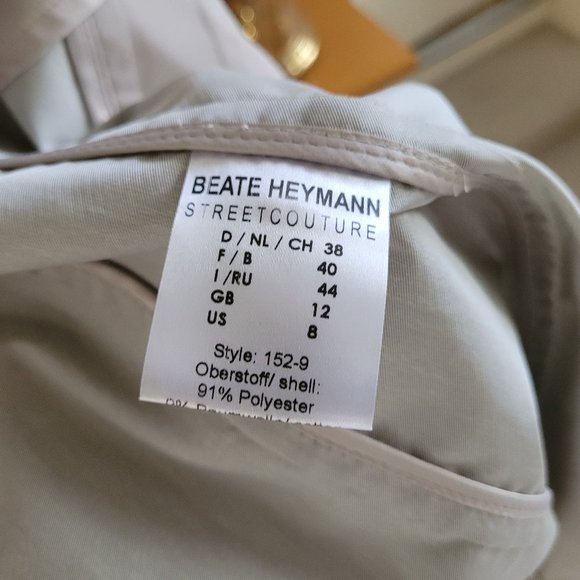 BEATE HEYMANN
STREETCOUTURE
D / NL / CH 38
F / B 40
I /RU 44
GB 12
US 8
Style: 152-9
Oberstoff/ shell:
91% Polyester